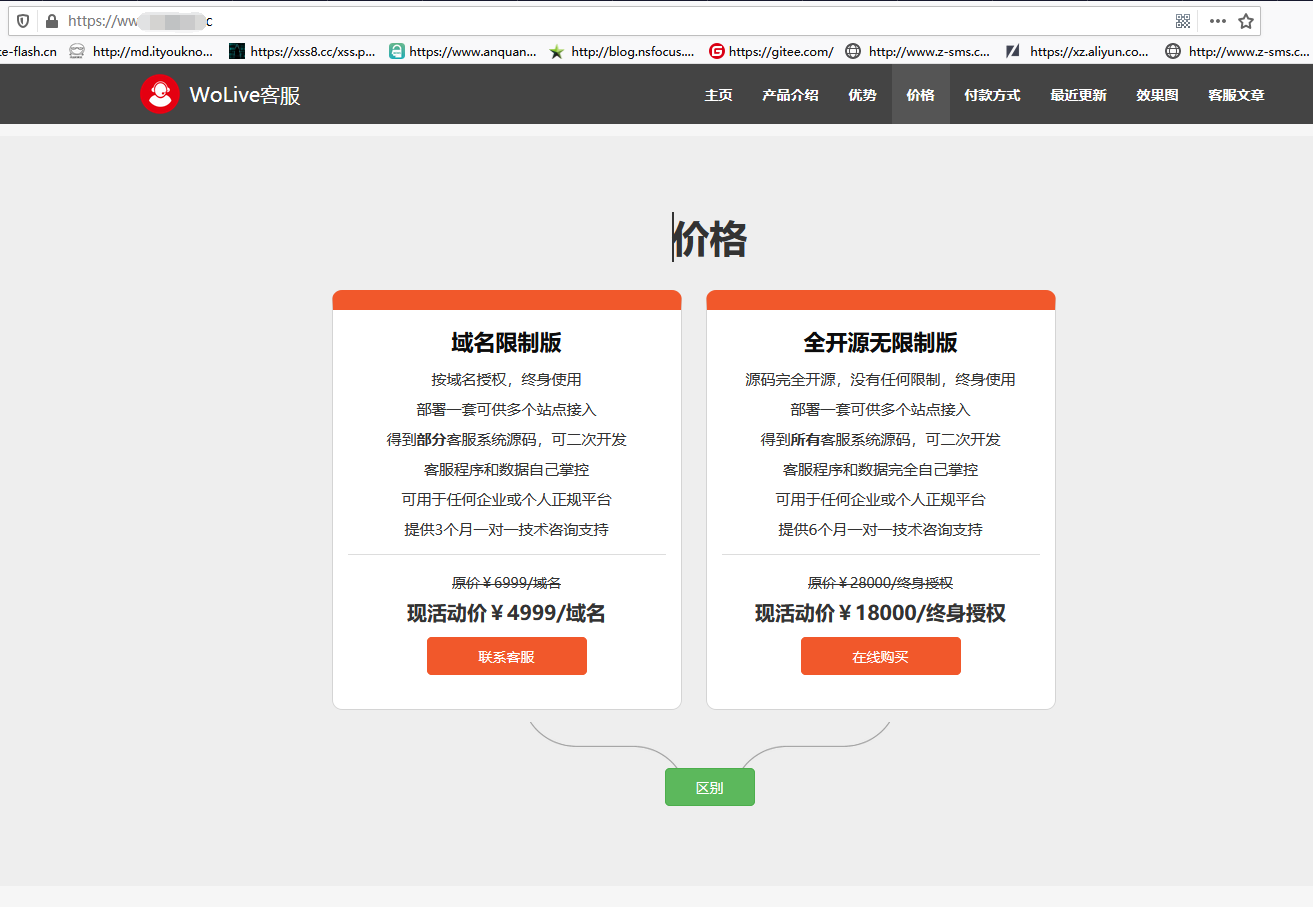 https://ww c
te-flash.cn http://md.ityoukno... https://xss8.cc/xss.p... https://www.anquan... http://blog.nsfocus.... https://gitee.com/ http://www.z-sms.c... https://xz.aliyun.co... http://www.z-sms.c...
WoLive客服 主页 产品介绍 优势 价格 付款方式 最近更新 效果图 客服文章
价格
域名限制版
按域名授权，终身使用
部署一套可供多个站点接入
得到部分客服系统源码，可二次开发
客服程序和数据自己掌控
可用于任何企业或个人正规平台
提供3个月一对一技术咨询支持
原价￥6999/域名
现活动价￥4999/域名
联系客服
全开源无限制版
源码完全开源，没有任何限制，终身使用
部署一套可供多个站点接入
得到所有客服系统源码，可二次开发
客服程序和数据完全自己掌控
可用于任何企业或个人正规平台
提供6个月一对一技术咨询支持
原价￥28000/终身授权
现活动价￥18000/终身授权
在线购买
区别